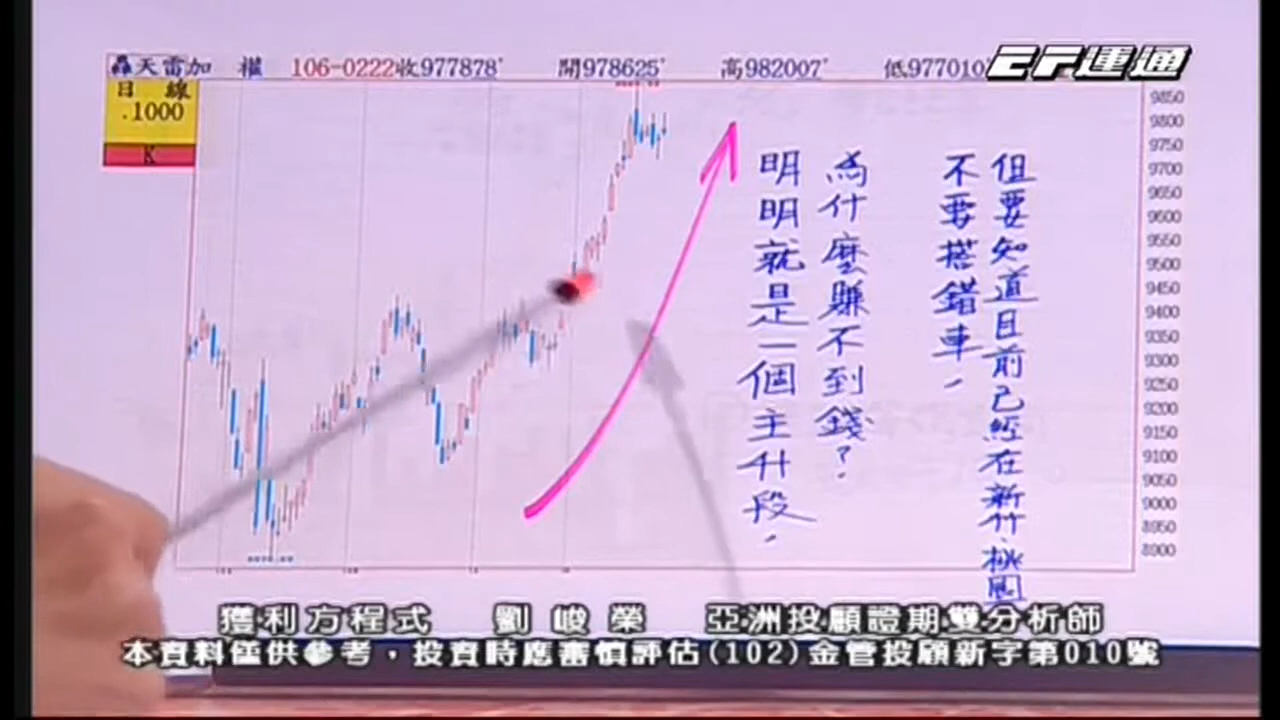 天雷加 權 106-0222收977878' 開978625' 高982007' 低977010
EF運通
日 線
.1000
K
9850
9800
9750
9700
9650
9600
9550
9500
9450
9400
9350
9300
9250
9200
9150
9100
9050
9000
8950
8900
但要知道目前已經在新竹、桃園
不要搭錯車，
為什麼賺不到錢？
明明就是一個主升段，
獲利方程式 劉峻榮 亞洲投顧證期雙分析師
本資料僅供參考，投資時應審慎評估(102)金管投顧新字第010號